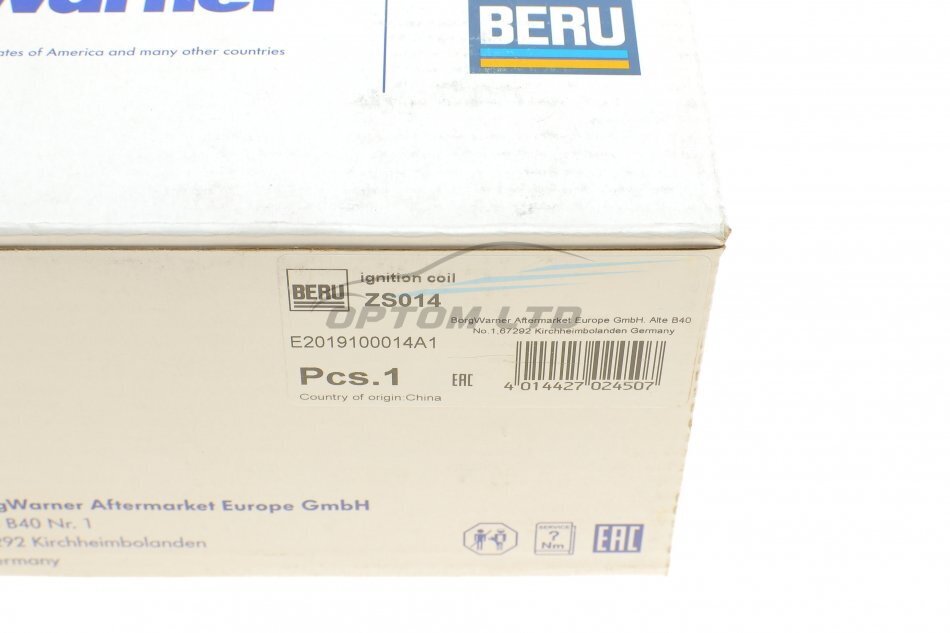 BERU
ates of America and many other countries
ignition coil
BERU
ZS014
OPTOM LTD
BorgWarner Aftermarket Europe GmbH. Alte B40
No.1,67292 Kirchheimbolanden Germany
E2019100014A1
Pcs.1
EAC
4 014427 024507
Country of origin:China
gWarner Aftermarket Europe GmbH
B40 Nr. 1
292 Kirchheimbolanden
ermany
SERVICE
?
Nm
EAC